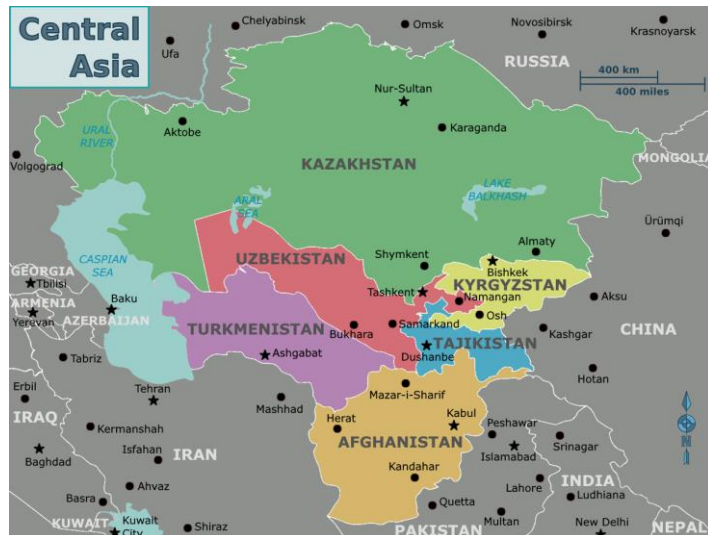 Central
Asia
Chelyabinsk
Omsk
Novosibirsk
Krasnoyarsk
Ufa
RUSSIA
400 km
400 miles
Nur-Sultan
Aktobe
Karaganda
URAL
RIVER
Volgograd
KAZAKHSTAN
MONGOLIA
LAKE
BALKHASH
ARAL
SEA
Ürümqi
CASPIAN
SEA
UZBEKISTAN
Shymkent
Almaty
Bishkek
GEORGIA
Tbilisi
KYRGYZSTAN
Tashkent
Namangan
Aksu
ARMENIA
Baku
Yerevan
AZERBAIJAN
TURKMENISTAN
Bukhara
Samarkand
Osh
Kashgar
CHINA
TAJIKISTAN
Tabriz
Ashgabat
Dushanbe
Hotan
Erbil
Tehran
Mashhad
Mazar-i-Sharif
IRAQ
Kermanshah
Herat
Kabul
Peshawar
Srinagar
N
Baghdad
Isfahan
IRAN
AFGHANISTAN
Islamabad
Kandahar
Lahore
INDIA
Ahvaz
Basra
Quetta
Ludhiana
KUWAIT
Kuwait
City
Shiraz
PAKISTAN
Multan
New Delhi
NEPAL